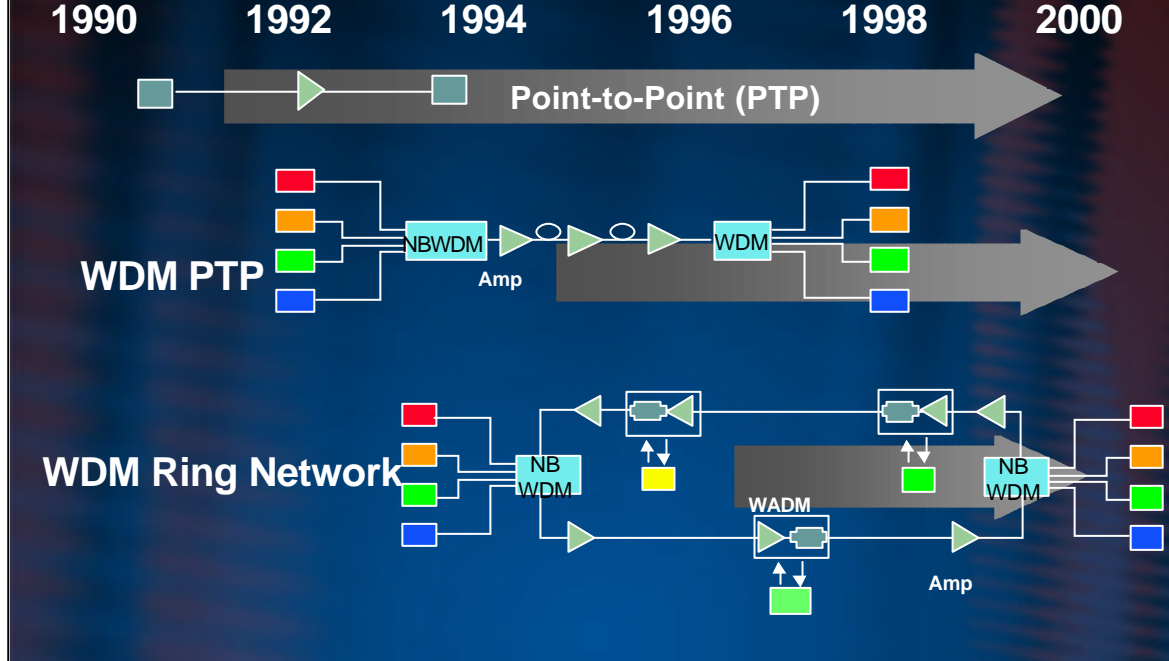 1990 1992 1994 1996 1998 2000
Point-to-Point (PTP)
NBWDM
WDM
WDM PTP
Amp
WDM Ring Network
NB
WDM
NB
WDM
WADM
Amp